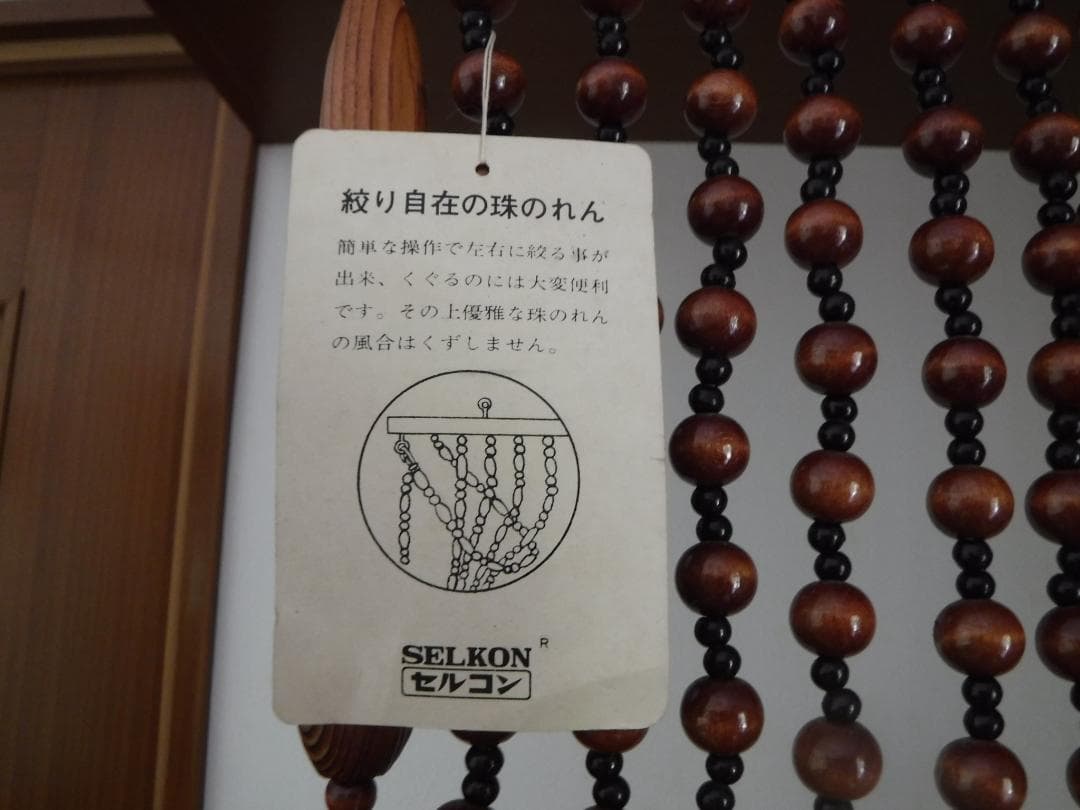 絞り自在の珠のれん
簡単な操作で左右に絞る事が
出来、くぐるのには大変便利
です。その上優雅な珠のれん
の風合はくずしません。
SELKON R
セルコン